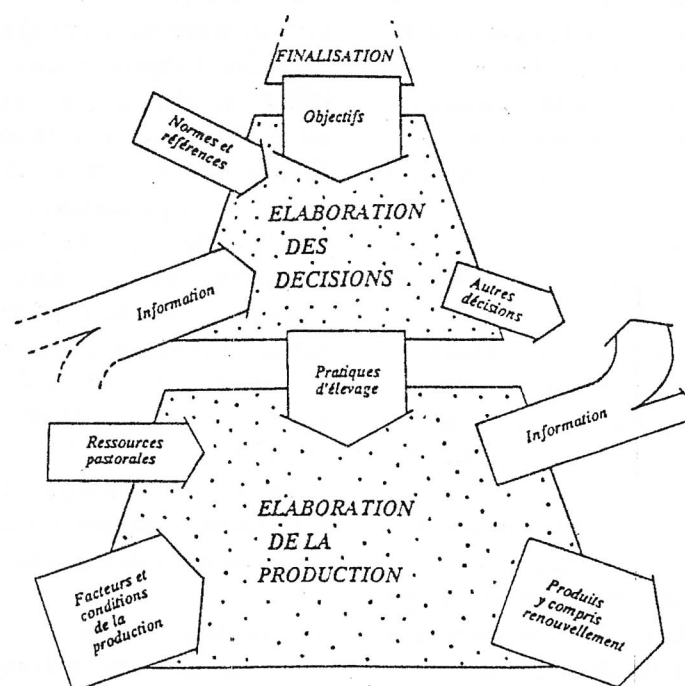 FINALISATION
Objectifs
Normes et
références
ELABORATION
DES
DECISIONS
Information
Autres
décisions
Pratiques
d'élevage
Information
Ressources
pastorales
ELABORATION
DE LA
PRODUCTION
Facteurs et
conditions
de la
production
Produits
y compris
renouvellement